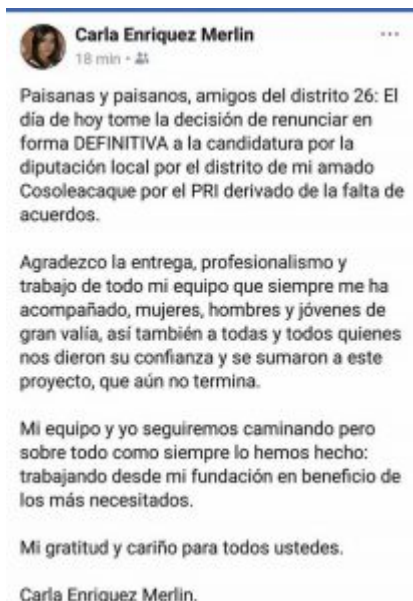 Carla Enriquez Merlin
18 min ·
Paisanas y paisanos, amigos del distrito 26: El
día de hoy tome la decisión de renunciar en
forma DEFINITIVA a la candidatura por la
diputación local por el distrito de mi amado
Cosoleacaque por el PRI derivado de la falta de
acuerdos.
Agradezco la entrega, profesionalismo y
trabajo de todo mi equipo que siempre me ha
acompañado, mujeres, hombres y jóvenes de
gran valía, así también a todas y todos quienes
nos dieron su confianza y se sumaron a este
proyecto, que aún no termina.
Mi equipo y yo seguiremos caminando pero
sobre todo como siempre lo hemos hecho:
trabajando desde mi fundación en beneficio de
los más necesitados.
Mi gratitud y cariño para todos ustedes.
Carla Enriquez Merlin.